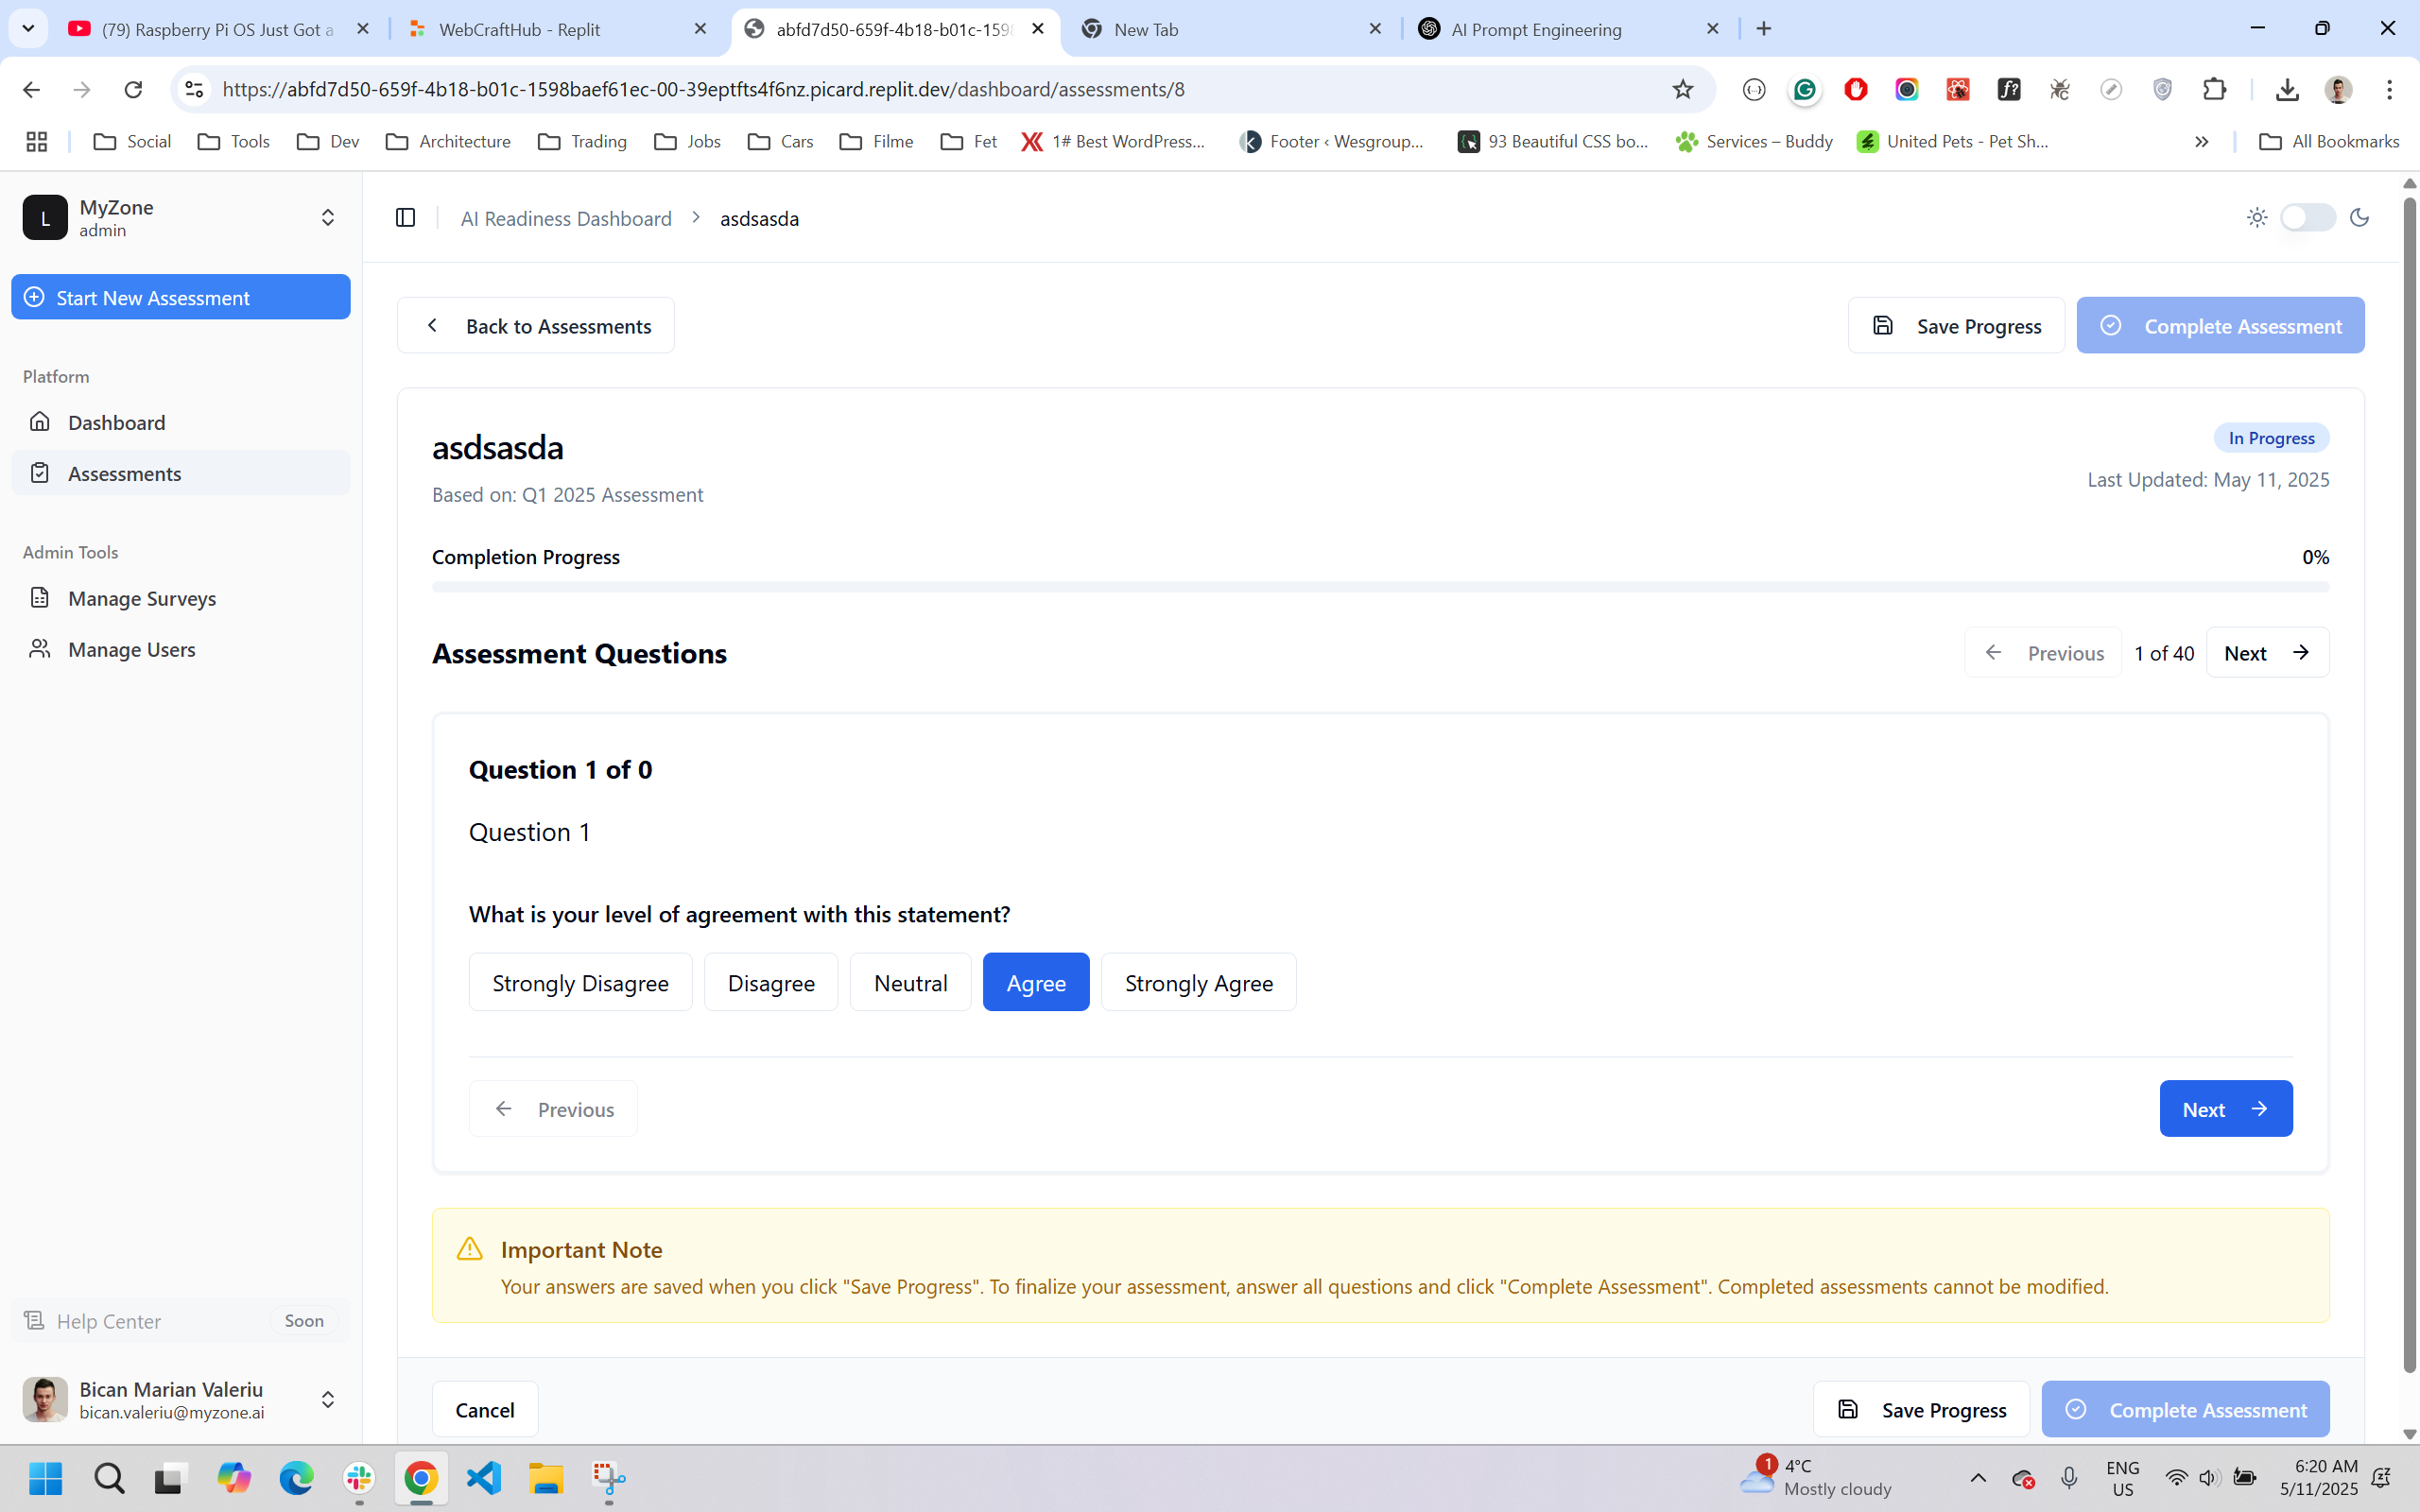 (79) Raspberry Pi OS Just Got a
WebCraftHub - Replit
abfd7d50-659f-4b18-b01c-1598
New Tab
AI Prompt Engineering
https://abfd7d50-659f-4b18-b01c-1598baef61ec-00-39eptfts4f6nz.picard.replit.dev/dashboard/assessments/8
Social
Tools
Dev
Architecture
Trading
Jobs
Cars
Filme
Fet
1# Best WordPress...
Footer ‹ Wesgroup...
93 Beautiful CSS bo...
Services – Buddy
United Pets - Pet Sh...
All Bookmarks
L
MyZone
admin
AI Readiness Dashboard > asdsasda
Start New Assessment
Back to Assessments
Save Progress
Complete Assessment
Platform
Dashboard
Assessments
Admin Tools
Manage Surveys
Manage Users
asdsasda
In Progress
Based on: Q1 2025 Assessment
Last Updated: May 11, 2025
Completion Progress
0%
Assessment Questions
Previous
1 of 40
Next
Question 1 of 0
Question 1
What is your level of agreement with this statement?
Strongly Disagree
Disagree
Neutral
Agree
Strongly Agree
Previous
Next
Important Note
Your answers are saved when you click "Save Progress". To finalize your assessment, answer all questions and click "Complete Assessment". Completed assessments cannot be modified.
Help Center
Soon
Bican Marian Valeriu
bican.valeriu@myzone.ai
Cancel
Save Progress
Complete Assessment
1
4°C
Mostly cloudy
ENG
US
6:20 AM
5/11/2025